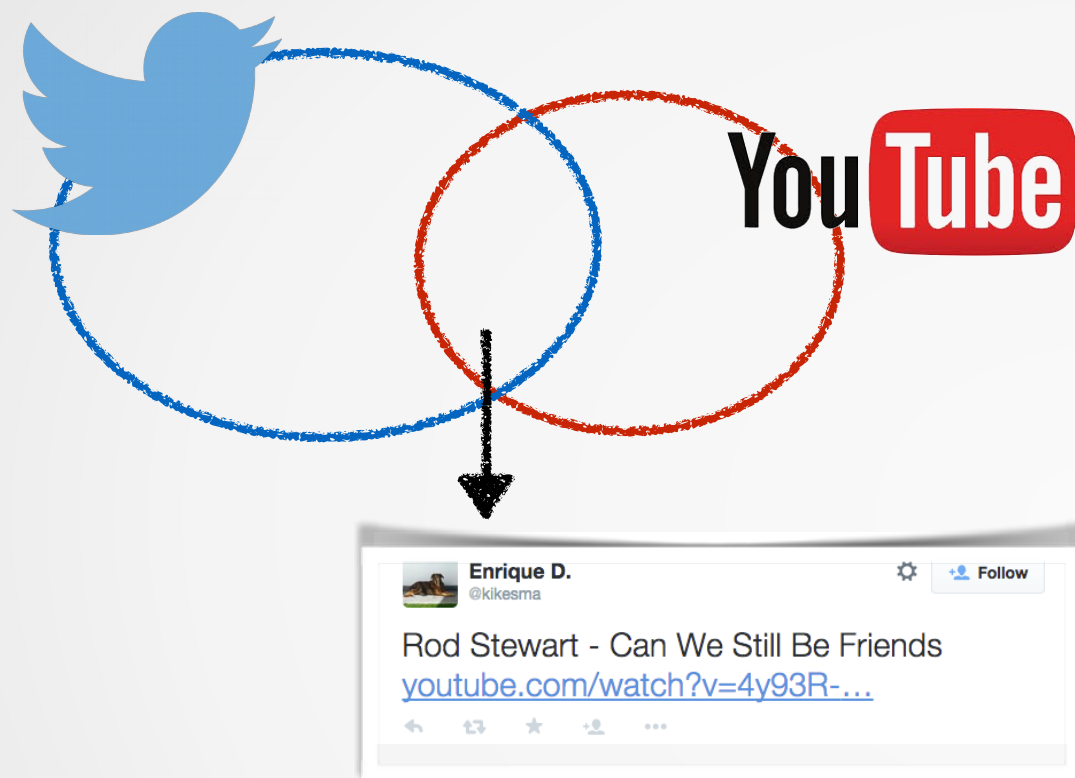 YouTube
Enrique D.
Follow
@kikesma
Rod Stewart - Can We Still Be Friends
youtube.com/watch?v=4y93R-...